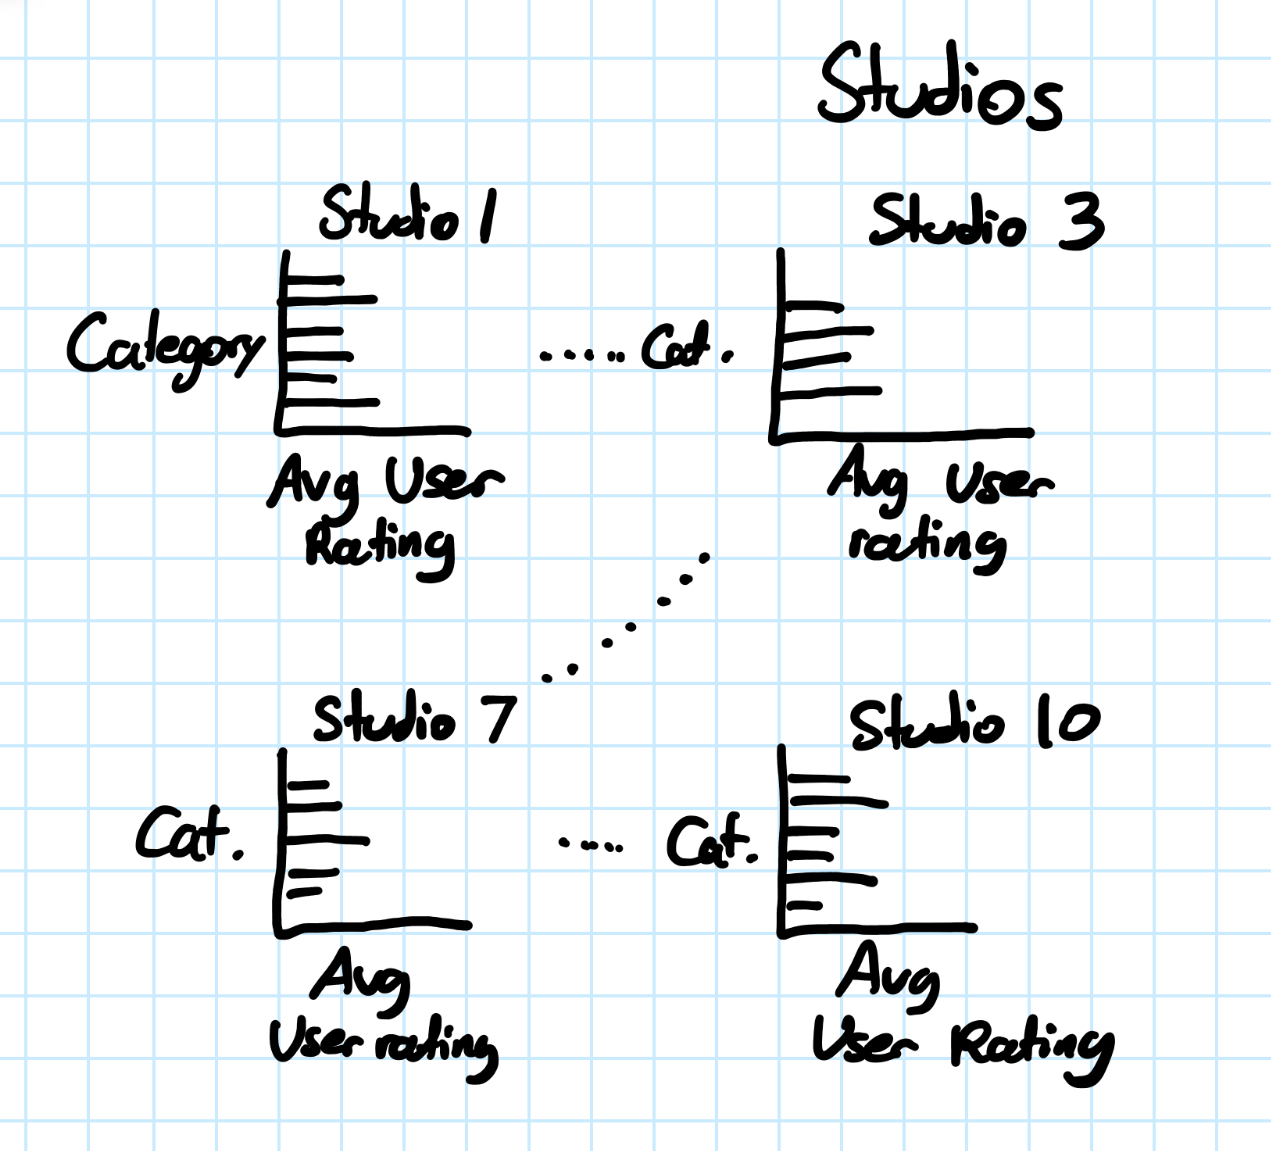 Studios
Studio 1
Studio 3
Category
..... Cat.
Avg User
Rating
Avg User
rating
Studio 7
Studio 10
Cat.
..... Cat.
Avg
User rating
Avg
User Rating